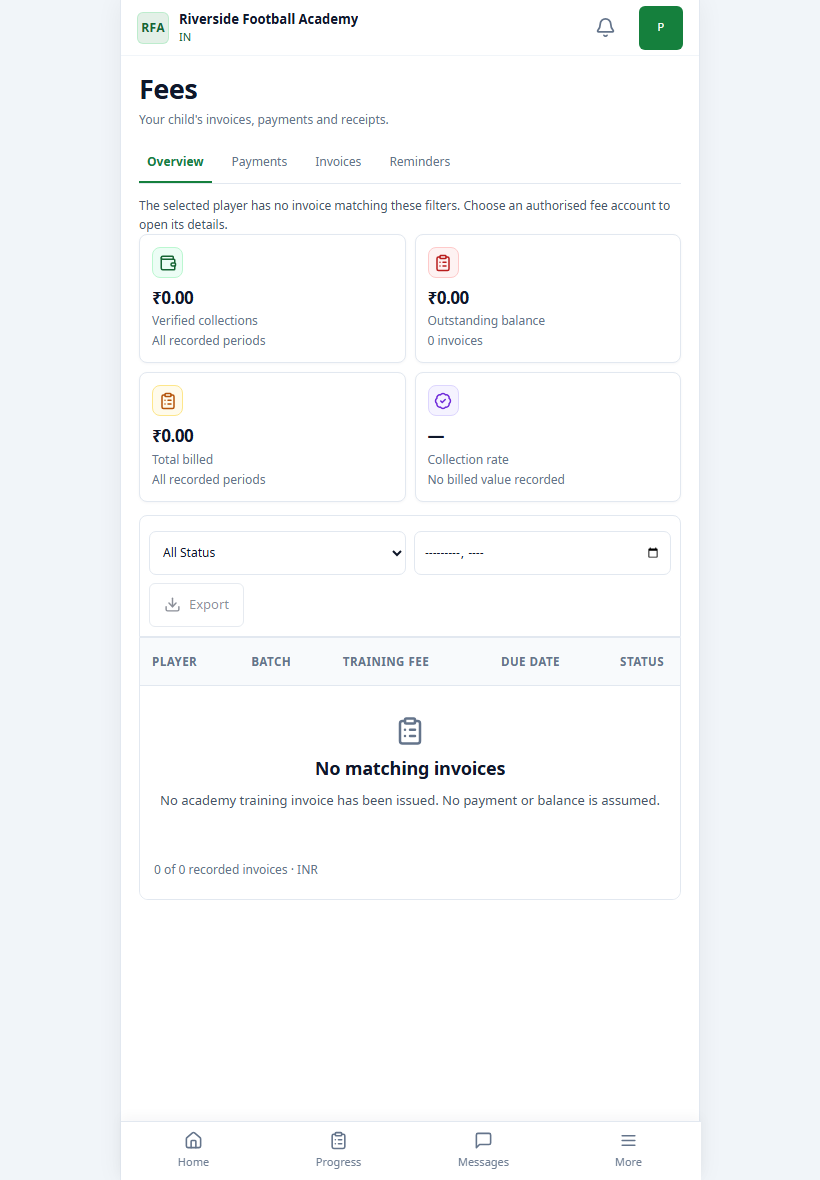 RFA
Riverside Football Academy
IN
P
Fees
Your child's invoices, payments and receipts.
Overview Payments Invoices Reminders
The selected player has no invoice matching these filters. Choose an authorised fee account to
open its details.
₹0.00
Verified collections
All recorded periods
₹0.00
Outstanding balance
0 invoices
₹0.00
Total billed
All recorded periods
—
Collection rate
No billed value recorded
All Status
---------, ----
Export
PLAYER BATCH TRAINING FEE DUE DATE STATUS
No matching invoices
No academy training invoice has been issued. No payment or balance is assumed.
0 of 0 recorded invoices · INR
Home Progress Messages More